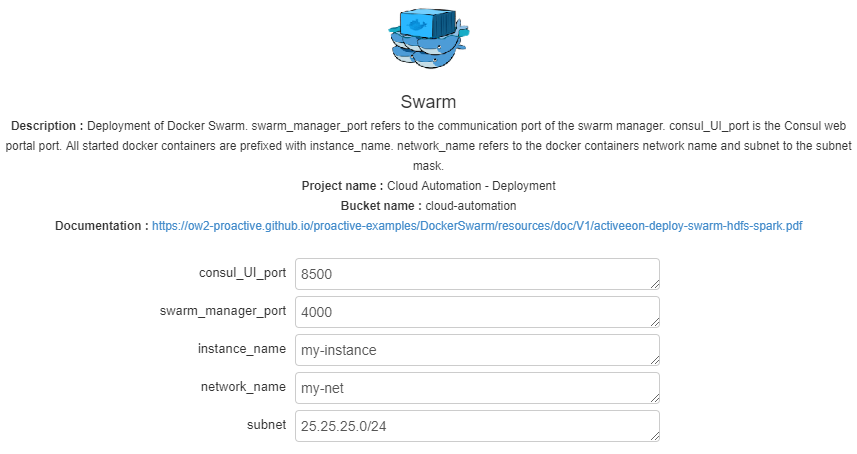 Swarm
Description : Deployment of Docker Swarm. swarm_manager_port refers to the communication port of the swarm manager. consul_UI_port is the Consul web
portal port. All started docker containers are prefixed with instance_name. network_name refers to the docker containers network name and subnet to the subnet
mask.
Project name : Cloud Automation - Deployment
Bucket name : cloud-automation
Documentation : https://ow2-proactive.github.io/proactive-examples/DockerSwarm/resources/doc/V1/activeeon-deploy-swarm-hdfs-spark.pdf
consul_UI_port 8500
swarm_manager_port 4000
instance_name my-instance
network_name my-net
subnet 25.25.25.0/24